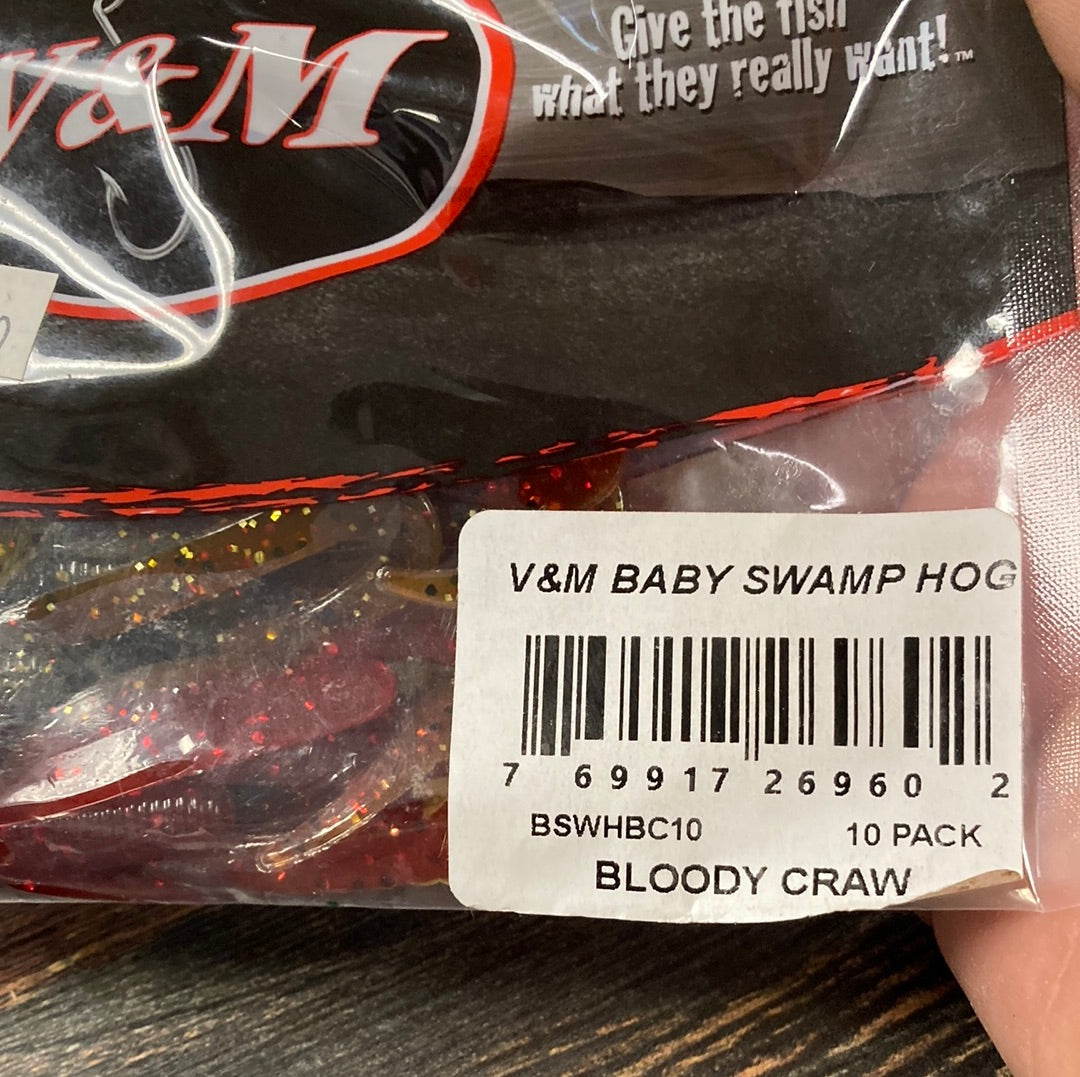 V&M
Give the fish
what they really want!™
V&M BABY SWAMP HOG
7 69917 26960 2
BSWHBC10 10 PACK
BLOODY CRAW